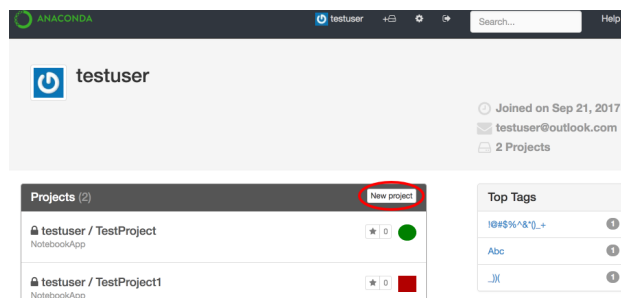 ANACONDA
testuser
Search...
Help
testuser
Joined on Sep 21, 2017
testuser@outlook.com
2 Projects
Projects (2)
New project
testuser / TestProject
NotebookApp
0
testuser / TestProject1
NotebookApp
0
Top Tags
!@#$%^&*()_+ 1
Abc 1
_)){ 1